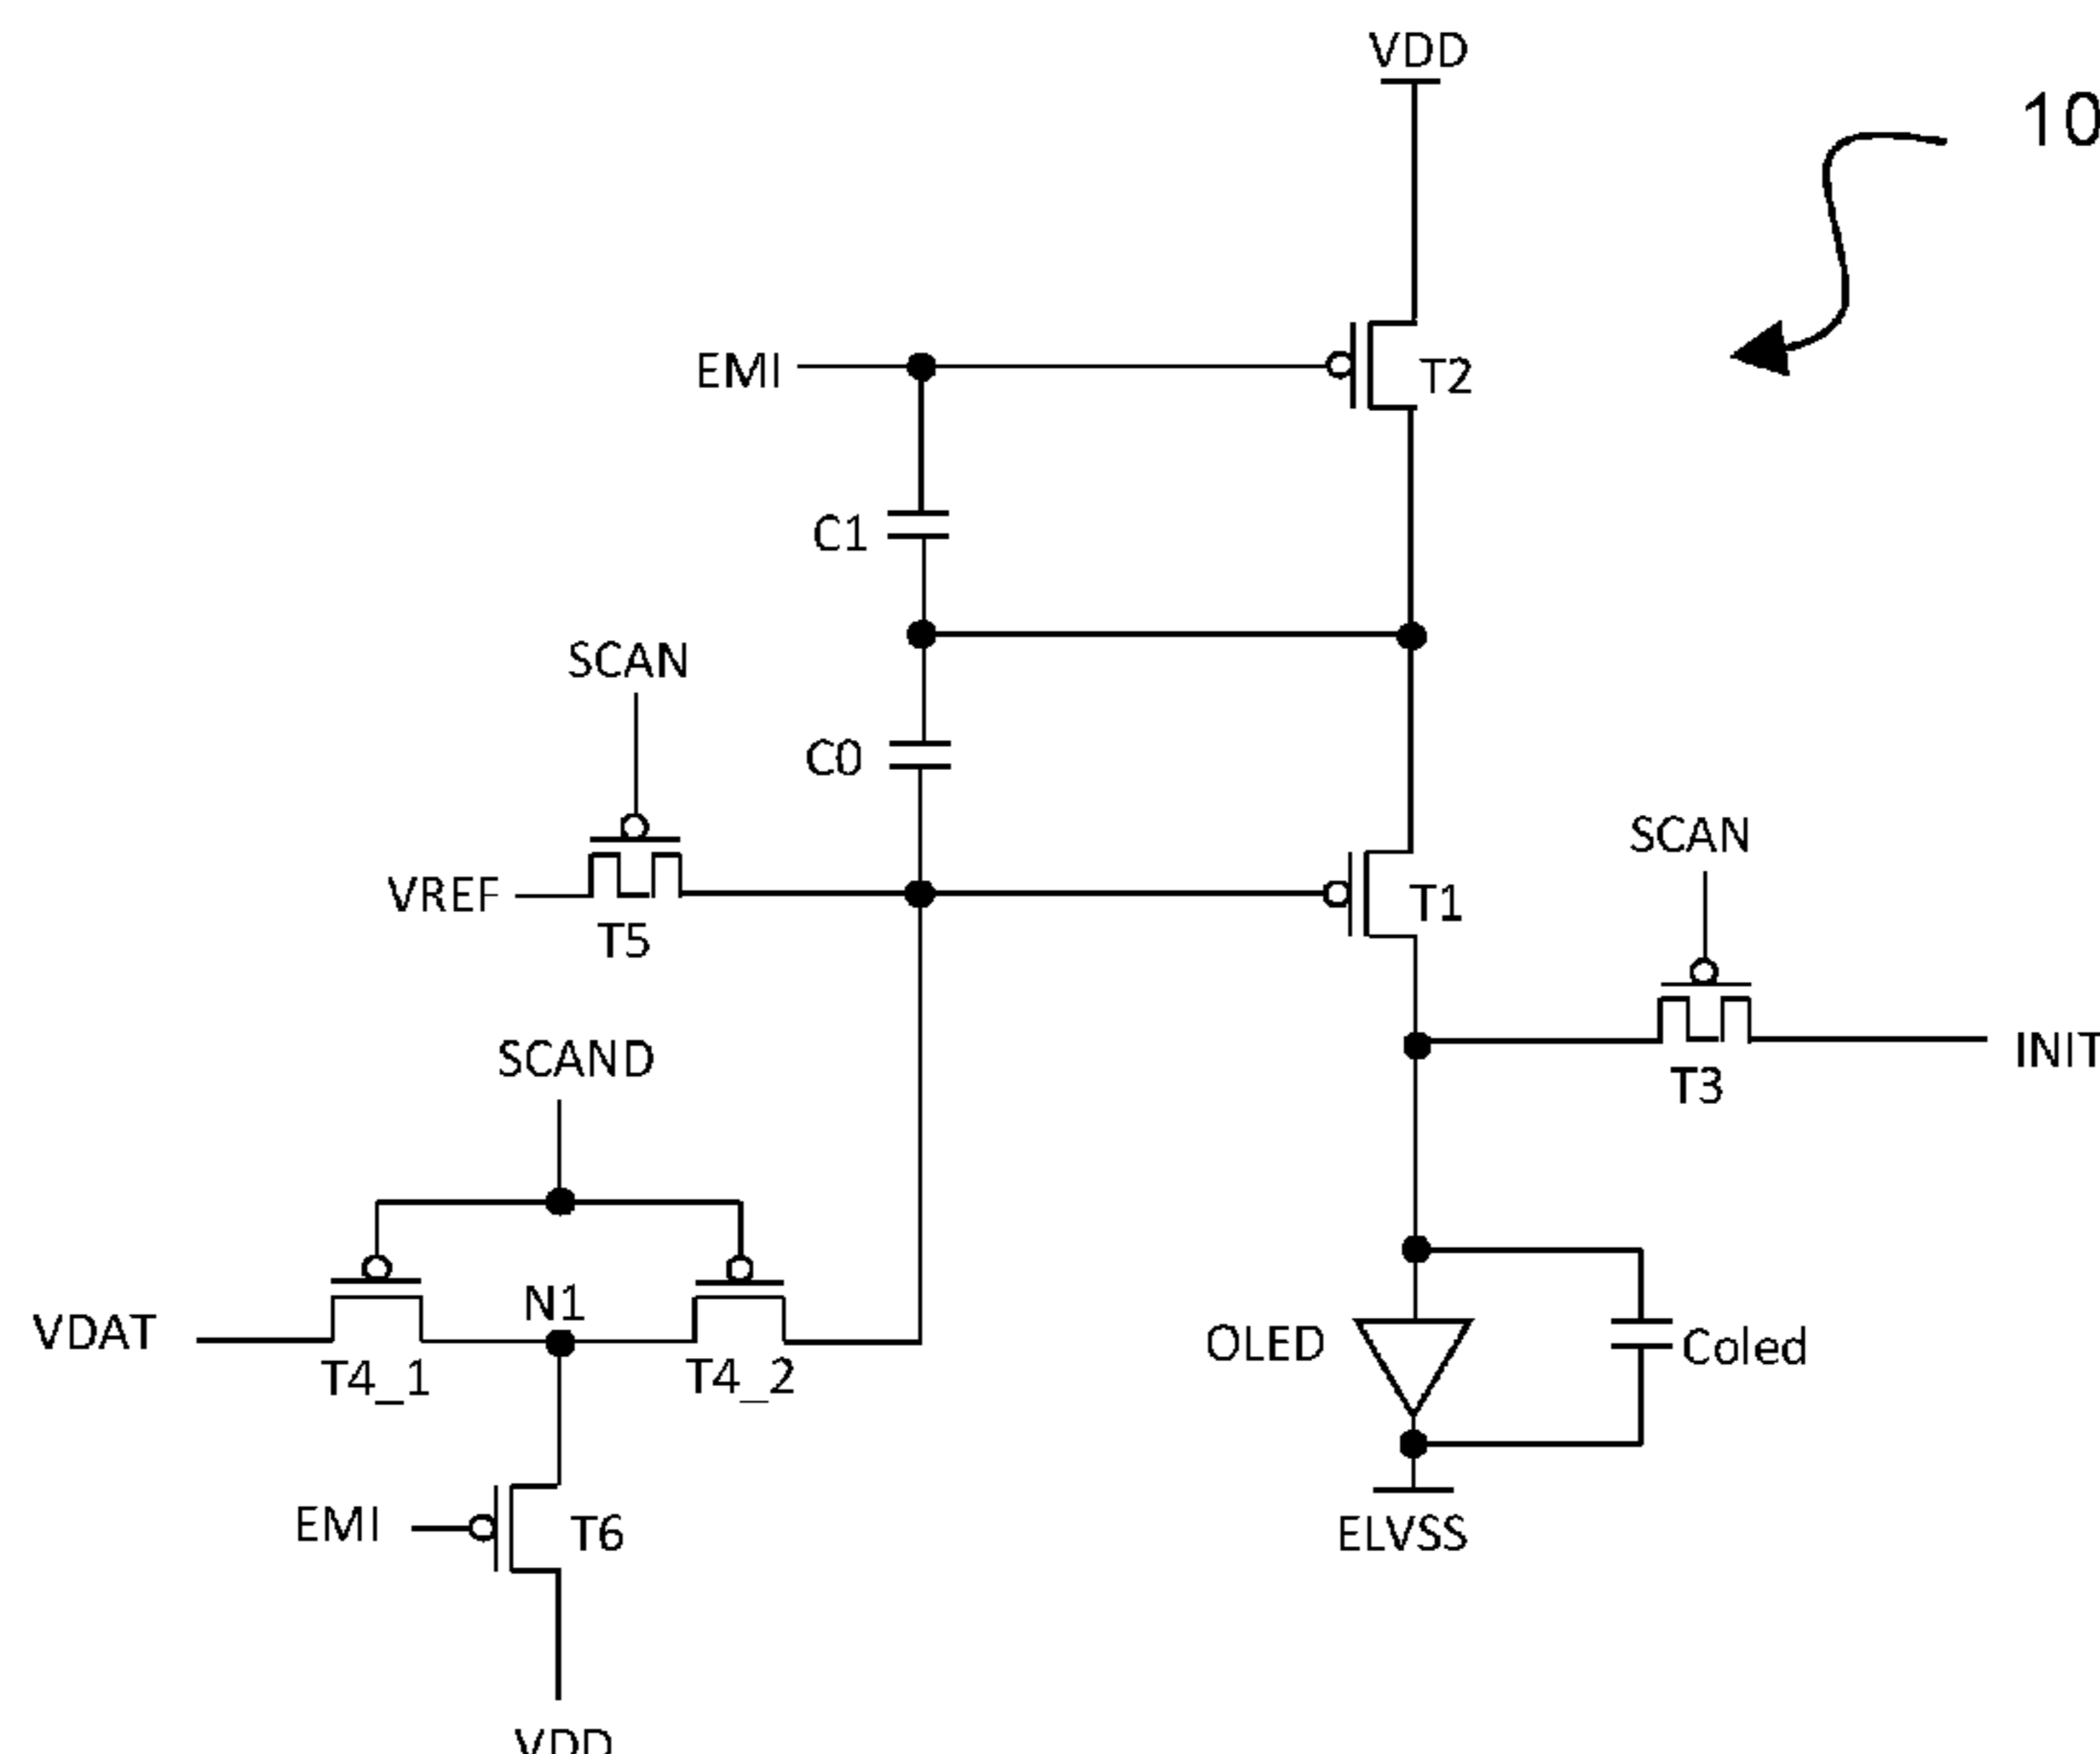 VDD
10
EMI
T2
C1
SCAN
C0
SCAN
VREF
T1
T5
SCAND
INIT
T3
N1
VDAT
OLED
Coled
T4_1
T4_2
EMI
T6
ELVSS
VDD